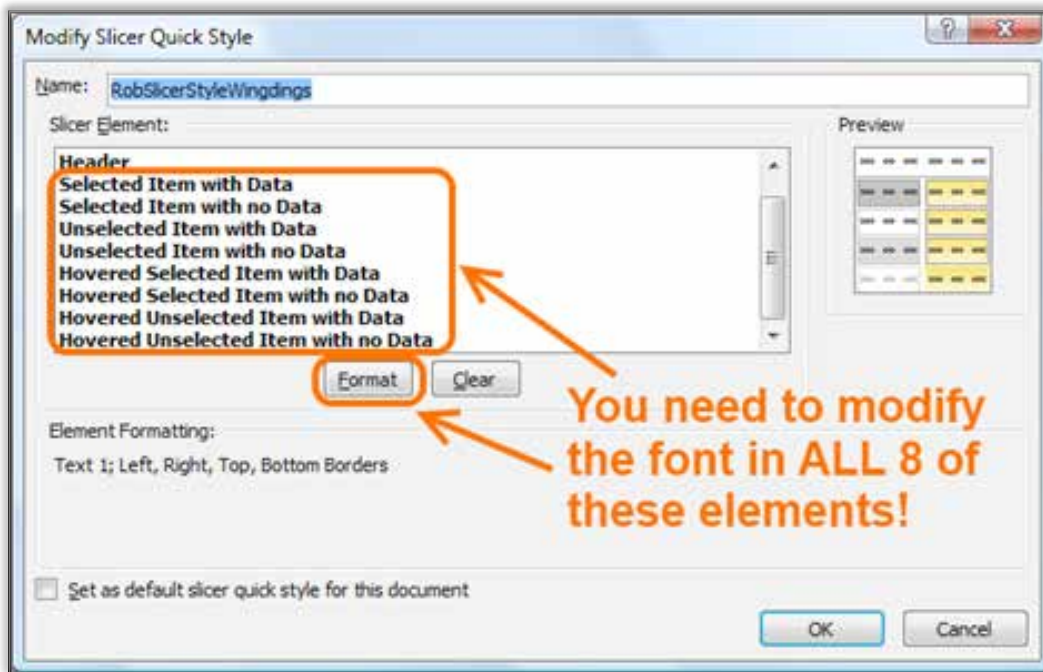 Modify Slicer Quick Style
Name: RobSlicerStyleWingdings
Slicer Element:
Preview
Header
Selected Item with Data
Selected Item with no Data
Unselected Item with Data
Unselected Item with no Data
Hovered Selected Item with Data
Hovered Selected Item with no Data
Hovered Unselected Item with Data
Hovered Unselected Item with no Data
Format Clear
You need to modify
the font in ALL 8 of
these elements!
Element Formatting:
Text 1; Left, Right, Top, Bottom Borders
Set as default slicer quick style for this document
OK Cancel